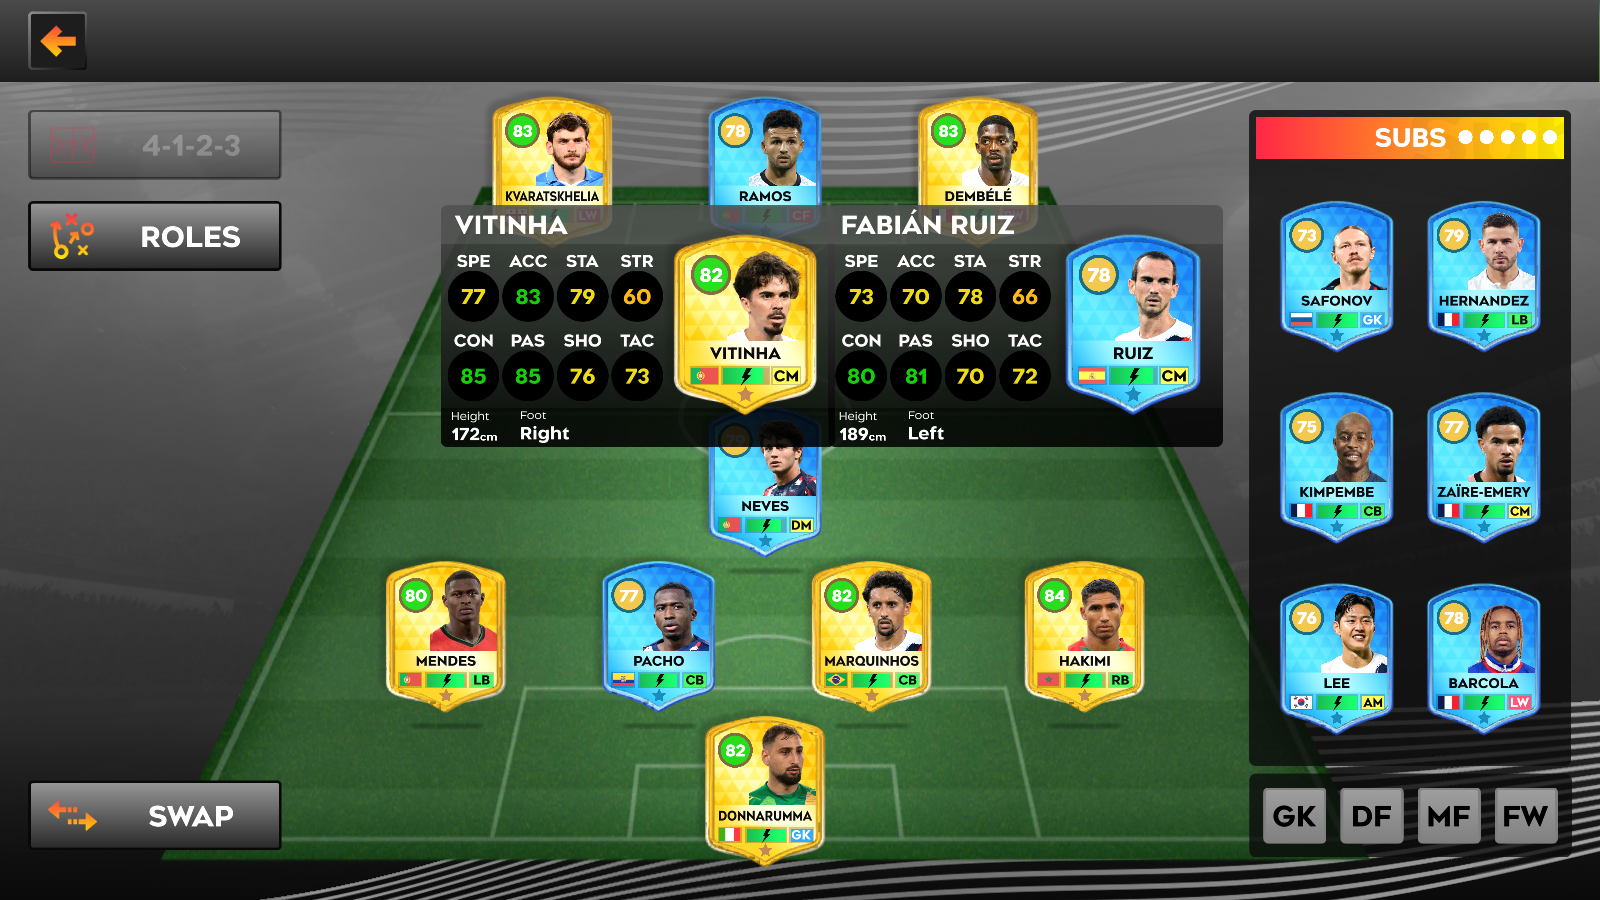 4-1-2-3
ROLES
SWAP
83
KVARATSKHELIA
LW
78
RAMOS
CF
83
DEMBÉLÉ
VITINHA
SPE ACC STA STR
77 83 79 60
CON PAS SHO TAC
85 85 76 73
Height Foot
172cm Right
82
VITINHA
CM
FABIÁN RUIZ
SPE ACC STA STR
73 70 78 66
CON PAS SHO TAC
80 81 70 72
Height Foot
189cm Left
78
RUIZ
CM
79
NEVES
DM
80
MENDES
LB
77
PACHO
CB
82
MARQUINHOS
CB
84
HAKIMI
RB
82
DONNARUMMA
GK
SUBS
73
SAFONOV
GK
79
HERNANDEZ
LB
75
KIMPEMBE
CB
77
ZAÏRE-EMERY
CM
76
LEE
AM
78
BARCOLA
LW
GK DF MF FW